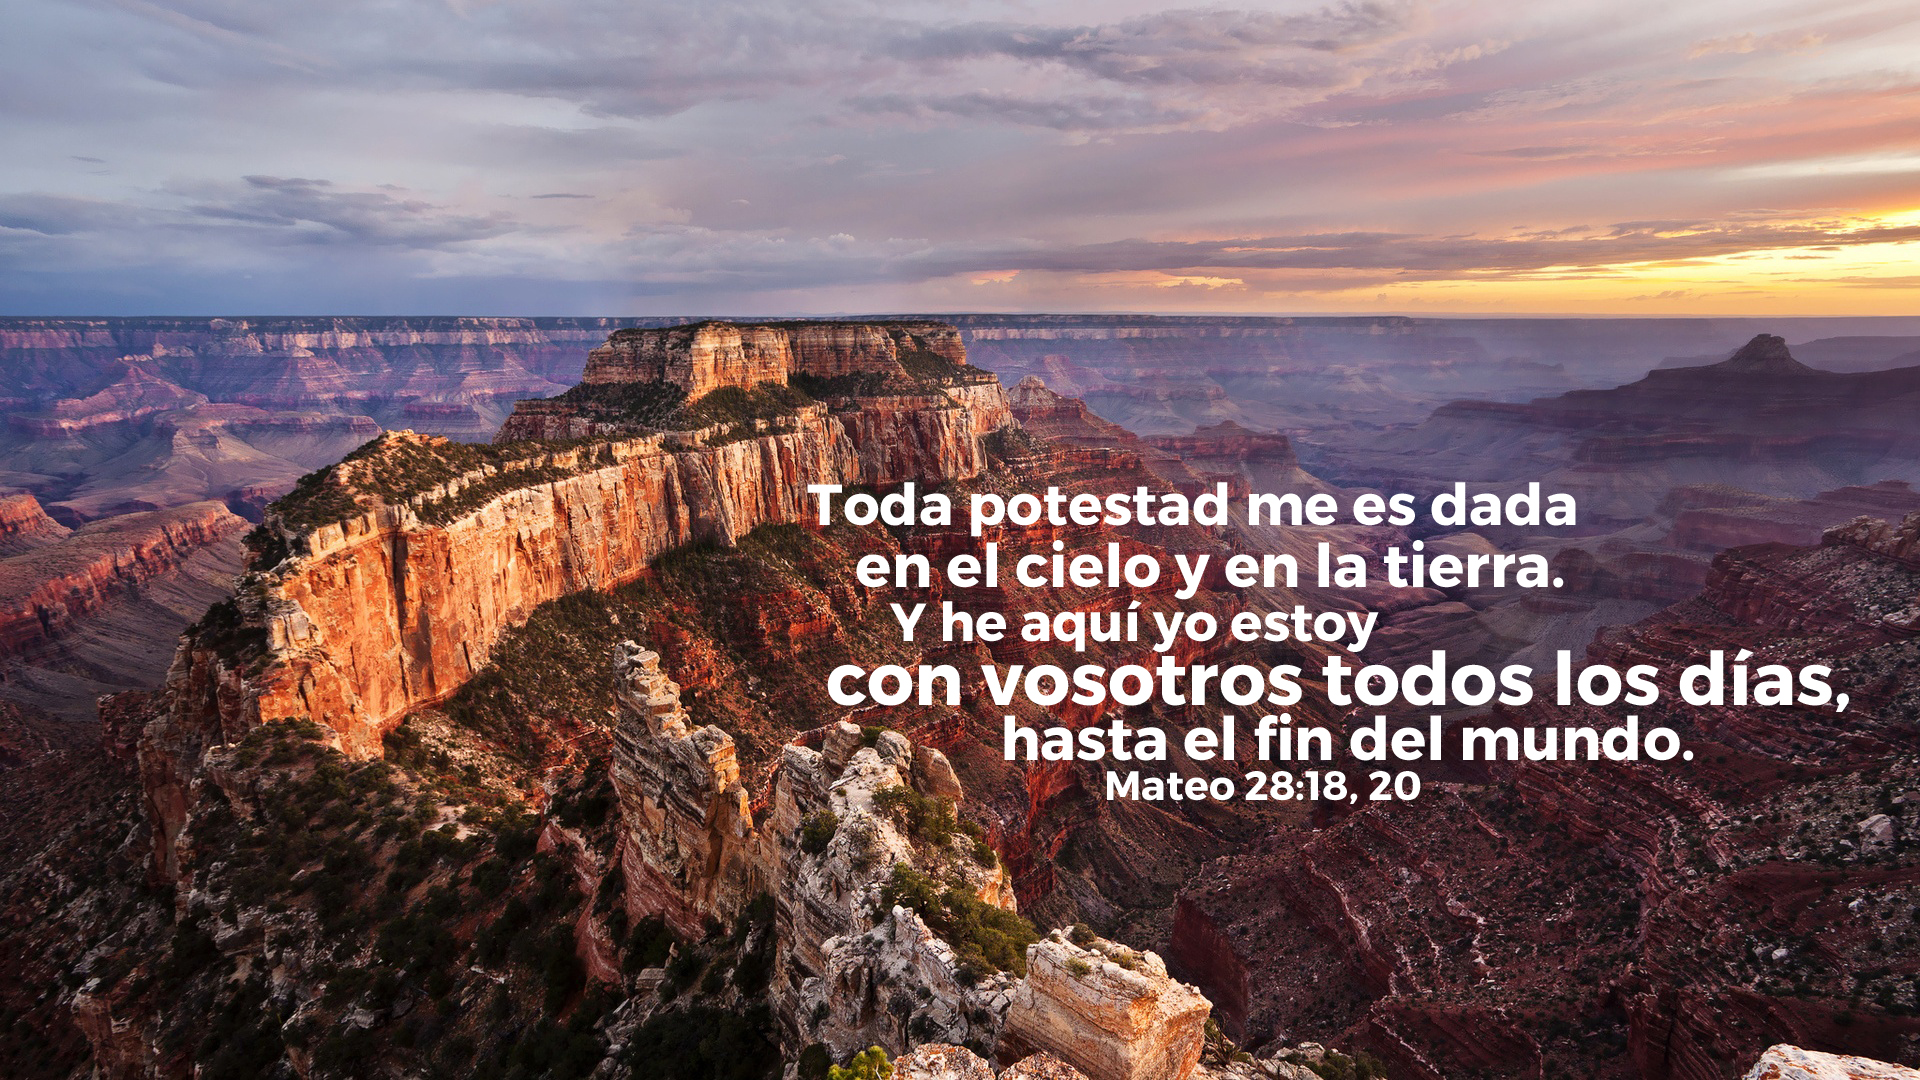 Toda potestad me es dada
en el cielo y en la tierra.
Y he aquí yo estoy
con vosotros todos los días,
hasta el fin del mundo.
Mateo 28:18, 20